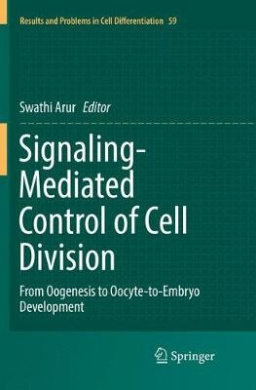 Results and Problems in Cell Differentiation 59
Swathi Arur Editor
Signaling-
Mediated
Control of Cell
Division
From Oogenesis to Oocyte-to-Embryo
Development
Springer